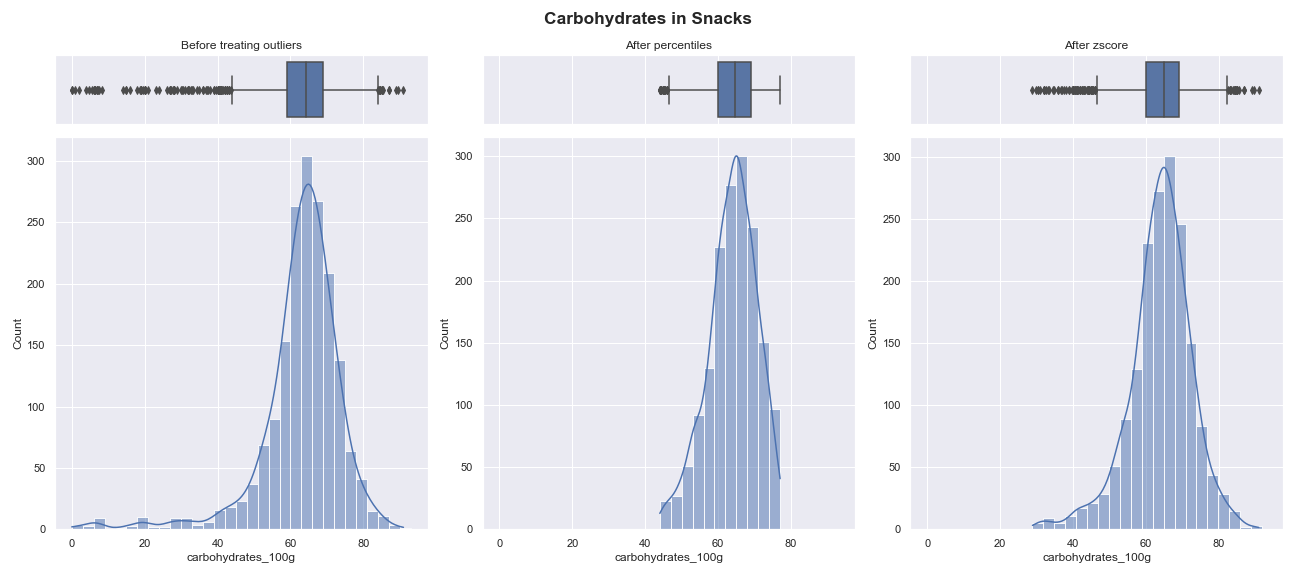 Carbohydrates in Snacks
Before treating outliers
After percentiles
After zscore
Count
300
250
200
150
100
50
0
0 20 40 60 80
carbohydrates_100g
Count
300
250
200
150
100
50
0
0 20 40 60 80
carbohydrates_100g
Count
300
250
200
150
100
50
0
0 20 40 60 80
carbohydrates_100g